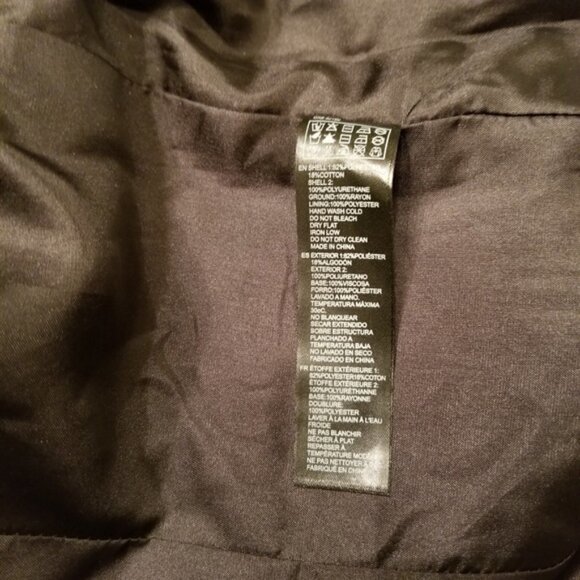 EN SHELL 1:82%POLYESTER
18%COTTON
SHELL 2:
100%POLYURETHANE
GROUND:100%RAYON
LINING:100%POLYESTER
HAND WASH COLD
DO NOT BLEACH
DRY FLAT
IRON LOW
DO NOT DRY CLEAN
MADE IN CHINA
ES EXTERIOR 1:82%POLIÉSTER
18%ALGODÓN
EXTERIOR 2:
100%POLIURETANO
BASE:100%VISCOSA
FORRO:100%POLIÉSTER
LAVADO A MANO.
TEMPERATURA MÁXIMA
30oC.
NO BLANQUEAR
SECAR EXTENDIDO
SOBRE ESTRUCTURA
PLANCHADO A
TEMPERATURA BAJA
NO LAVADO EN SECO
FABRICADO EN CHINA
FR ÉTOFFE EXTÉRIEURE 1:
82%POLYESTER18%COTON
ÉTOFFE EXTÉRIEURE 2:
100%POLYURÉTHANNE
BASE:100%RAYONNE
DOUBLURE:
100%POLYESTER
LAVER À LA MAIN À L'EAU
FROIDE
NE PAS BLANCHIR
SÉCHER À PLAT
REPASSER À
TEMPÉRATURE
NE PAS NETTOYER À
FABRIQUÉ EN CHINE